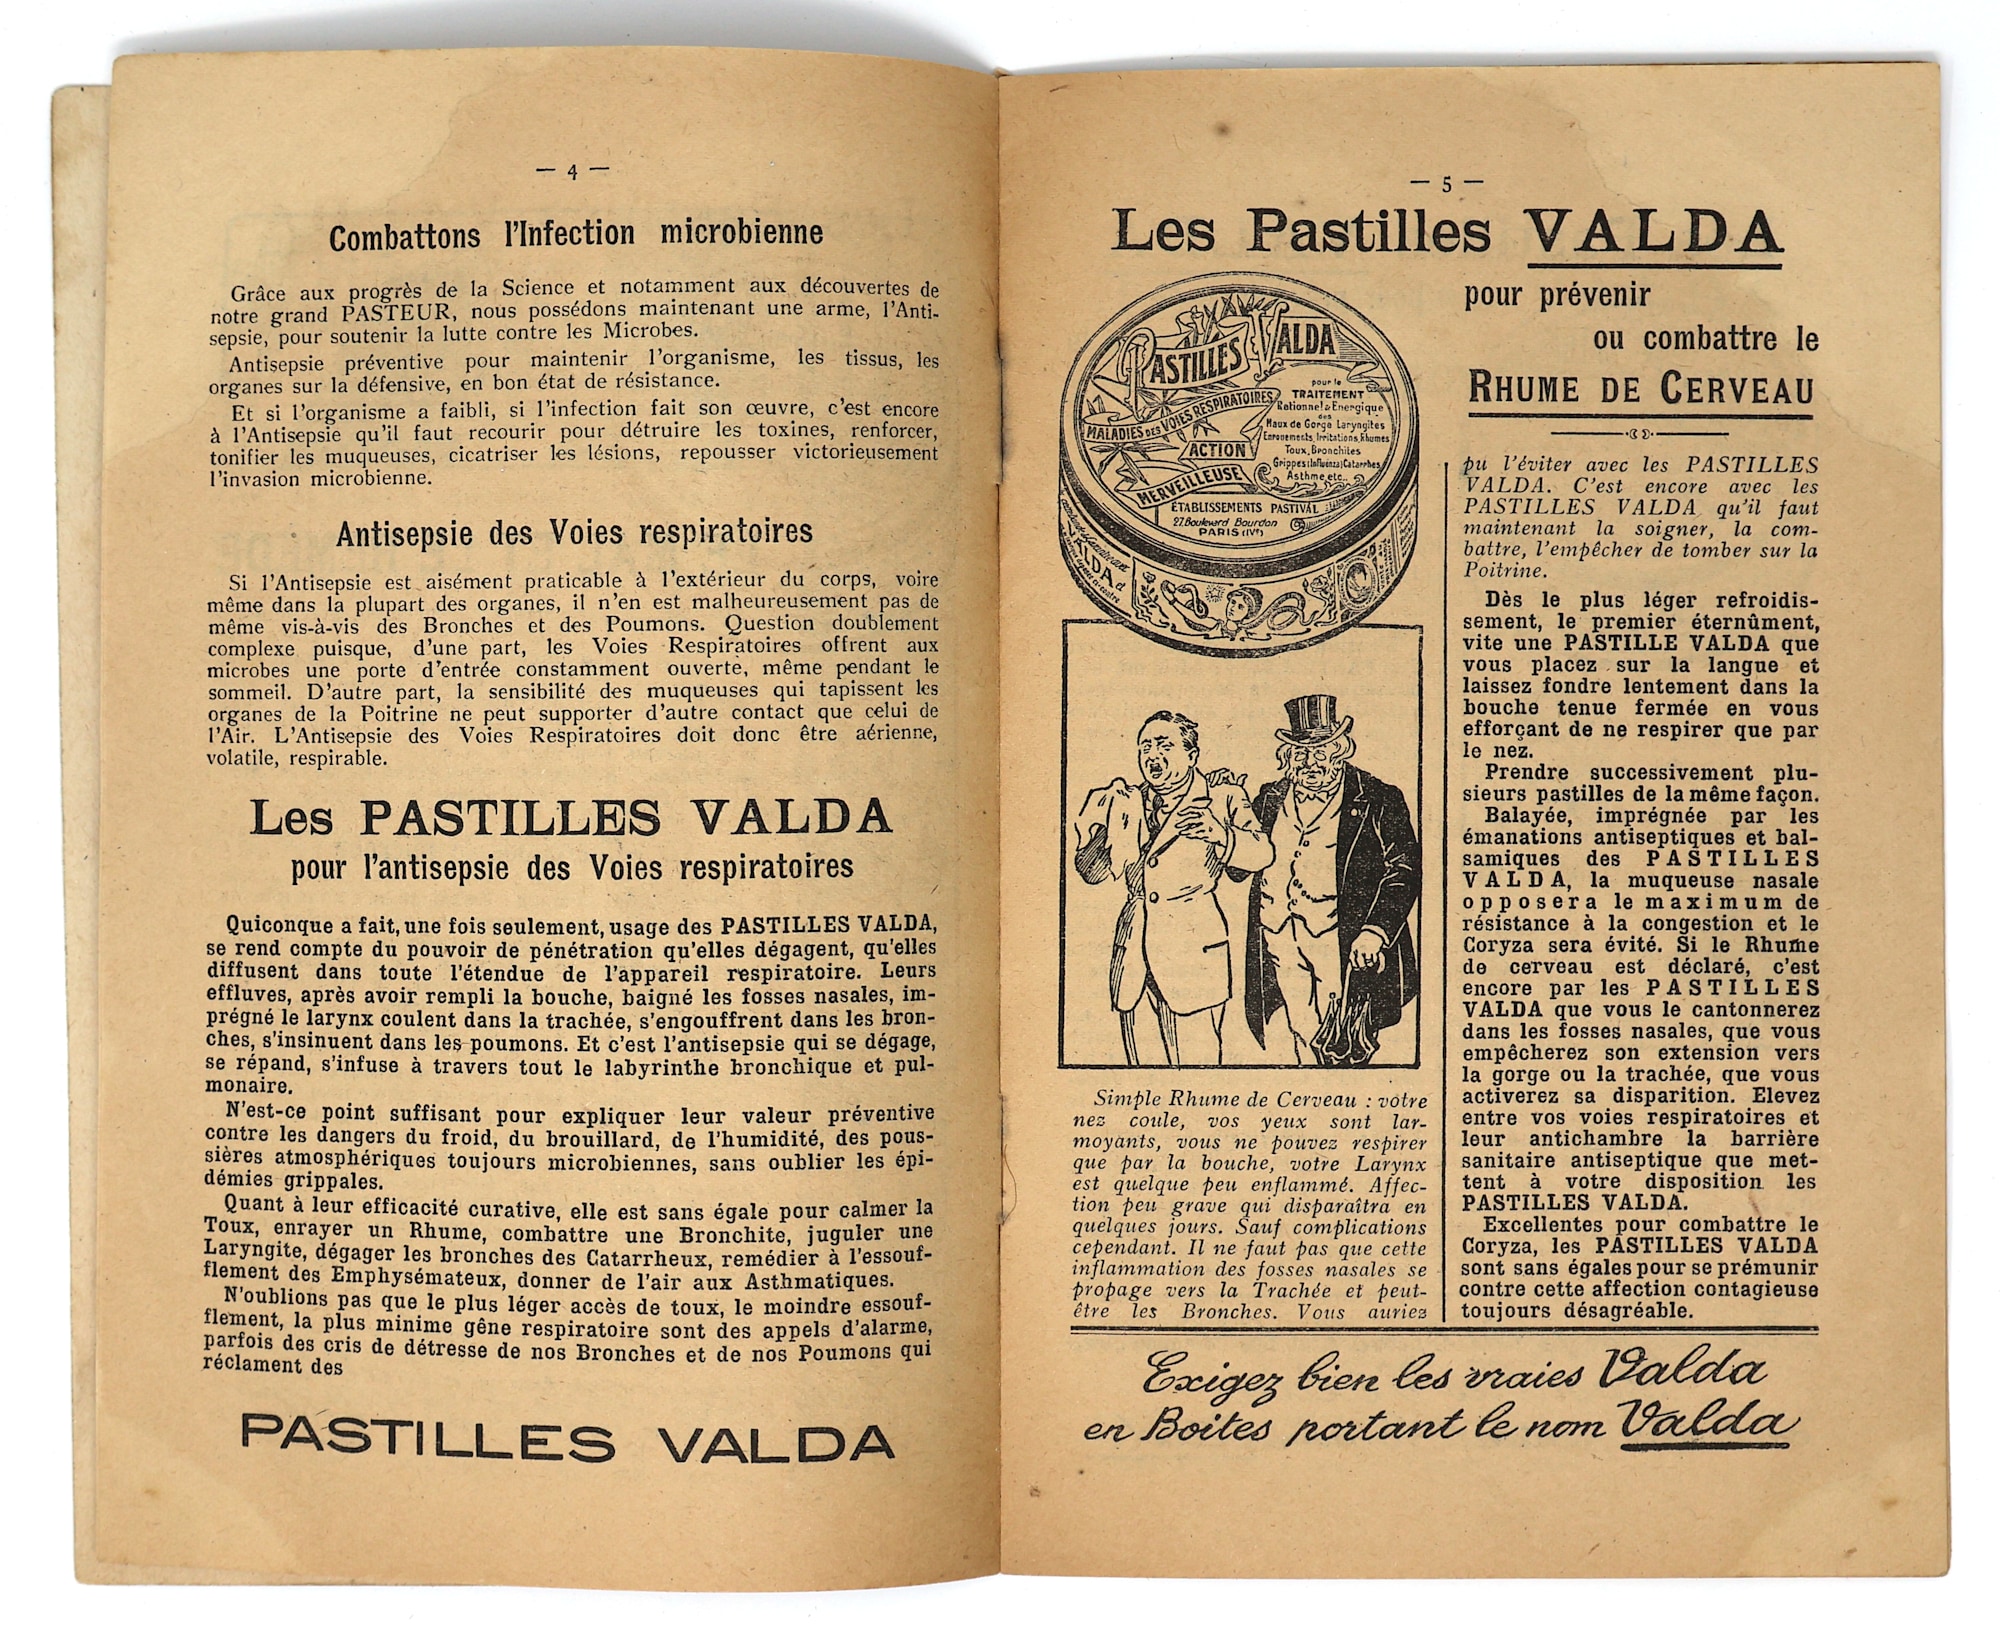 — 4 —
Combattons l'Infection microbienne
Grâce aux progrès de la Science et notamment aux découvertes de
notre grand PASTEUR, nous possédons maintenant une arme, l'Anti-
sepsie, pour soutenir la lutte contre les Microbes.
Antisepsie préventive pour maintenir l'organisme, les tissus, les
organes sur la défensive, en bon état de résistance.
Et si l'organisme a faibli, si l'infection fait son œuvre, c'est encore
à l'Antisepsie qu'il faut recourir pour détruire les toxines, renforcer,
tonifier les muqueuses, cicatriser les lésions, repousser victorieusement
l'invasion microbienne.
Antisepsie des Voies respiratoires
Si l'Antisepsie est aisément praticable à l'extérieur du corps, voire
même dans la plupart des organes, il n'en est malheureusement pas de
même vis-à-vis des Bronches et des Poumons. Question doublement
complexe puisque, d'une part, les Voies Respiratoires offrent aux
microbes une porte d'entrée constamment ouverte, même pendant le
sommeil. D'autre part, la sensibilité des muqueuses qui tapissent les
organes de la Poitrine ne peut supporter d'autre contact que celui de
l'Air. L'Antisepsie des Voies Respiratoires doit donc être aérienne,
volatile, respirable.
Les PASTILLES VALDA
pour l'antisepsie des Voies respiratoires
Quiconque a fait, une fois seulement, usage des PASTILLES VALDA,
se rend compte du pouvoir de pénétration qu'elles dégagent, qu'elles
diffusent dans toute l'étendue de l'appareil respiratoire. Leurs
effluves, après avoir rempli la bouche, baigné les fosses nasales, im-
prégné le larynx coulent dans la trachée, s'engouffrent dans les bron-
ches, s'insinuent dans les poumons. Et c'est l'antisepsie qui se dégage,
se répand, s'infuse à travers tout le labyrinthe bronchique et pul-
monaire.
N'est-ce point suffisant pour expliquer leur valeur préventive
contre les dangers du froid, du brouillard, de l'humidité, des pous-
sières atmosphériques toujours microbiennes, sans oublier les épi-
démies grippales.
Quant à leur efficacité curative, elle est sans égale pour calmer la
Toux, enrayer un Rhume, combattre une Bronchite, juguler une
Laryngite, dégager les bronches des Catarrheux, remédier à l'essouf-
flement des Emphysémateux, donner de l'air aux Asthmatiques.
N'oublions pas que le plus léger accès de toux, le moindre essouf-
flement, la plus minime gêne respiratoire sont des appels d'alarme,
parfois des cris de détresse de nos Bronches et de nos Poumons qui
réclament des
PASTILLES VALDA
— 5 —
Les Pastilles VALDA
pour prévenir
ou combattre le
RHUME DE CERVEAU
PASTILLES VALDA
MALADIES DES VOIES RESPIRATOIRES
ACTION
MERVEILLEUSE
pour le
TRAITEMENT
Rationnel & Energique
des
Maux de Gorge Laryngites
Enrouements, Irritations, Rhumes
Toux, Bronchites
Grippes (Influenza) Catarrhes
Asthme, etc..
ÉTABLISSEMENTS PASTIVAL
27. Boulevard Bourdon
PARIS (IVe)
VALDA
Simple Rhume de Cerveau : votre
nez coule, vos yeux sont lar-
moyants, vous ne pouvez respirer
que par la bouche, votre Larynx
est quelque peu enflammé. Affec-
tion peu grave qui disparaîtra en
quelques jours. Sauf complications
cependant. Il ne faut pas que cette
inflammation des fosses nasales se
propage vers la Trachée et peut-
être les Bronches. Vous auriez
pu l'éviter avec les PASTILLES
VALDA. C'est encore avec les
PASTILLES VALDA qu'il faut
maintenant la soigner, la com-
battre, l'empêcher de tomber sur la
Poitrine.
Dès le plus léger refroidis-
sement, le premier éternûment,
vite une PASTILLE VALDA que
vous placez sur la langue et
laissez fondre lentement dans la
bouche tenue fermée en vous
efforçant de ne respirer que par
le nez.
Prendre successivement plu-
sieurs pastilles de la même façon.
Balayée, imprégnée par les
émanations antiseptiques et bal-
samiques des PASTILLES
VALDA, la muqueuse nasale
opposera le maximum de
résistance à la congestion et le
Coryza sera évité. Si le Rhume
de cerveau est déclaré, c'est
encore par les PASTILLES
VALDA que vous le cantonnerez
dans les fosses nasales, que vous
empêcherez son extension vers
la gorge ou la trachée, que vous
activerez sa disparition. Elevez
entre vos voies respiratoires et
leur antichambre la barrière
sanitaire antiseptique que met-
tent à votre disposition les
PASTILLES VALDA.
Excellentes pour combattre le
Coryza, les PASTILLES VALDA
sont sans égales pour se prémunir
contre cette affection contagieuse
toujours désagréable.
Exigez bien les vraies Valda
en Boites portant le nom Valda